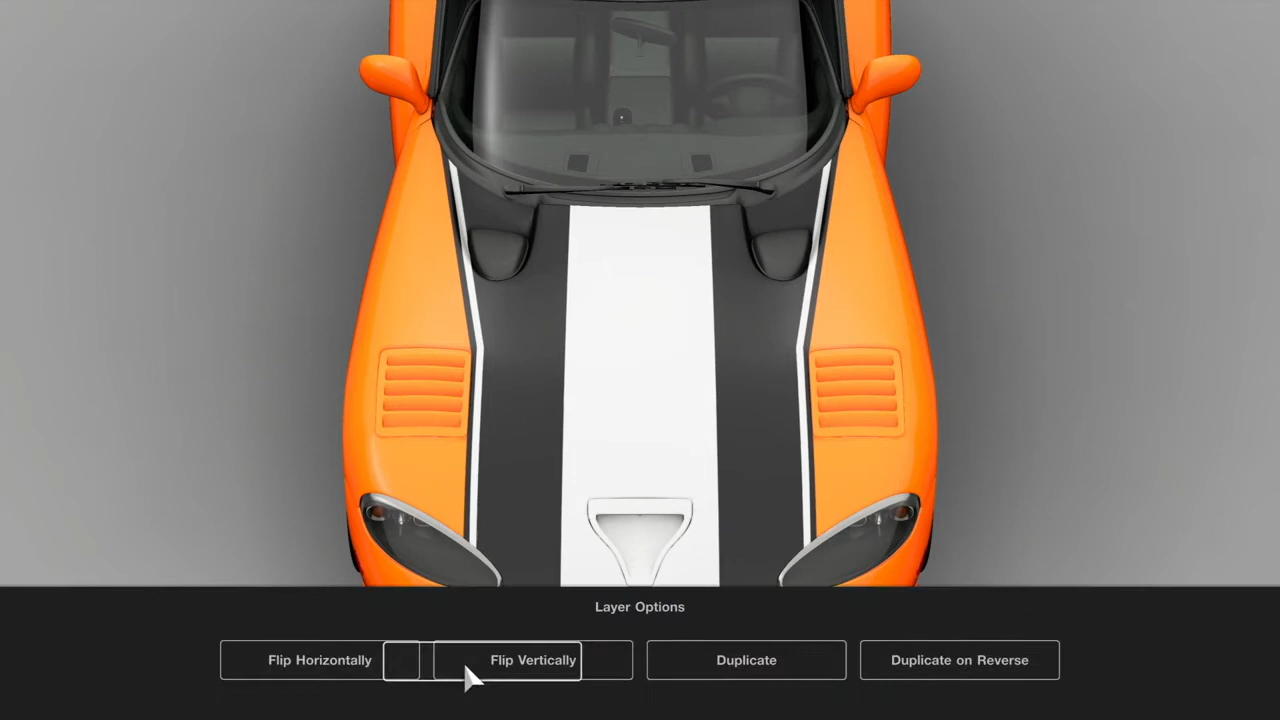 Layer Options
Flip Horizontally
Flip Vertically
Duplicate
Duplicate on Reverse